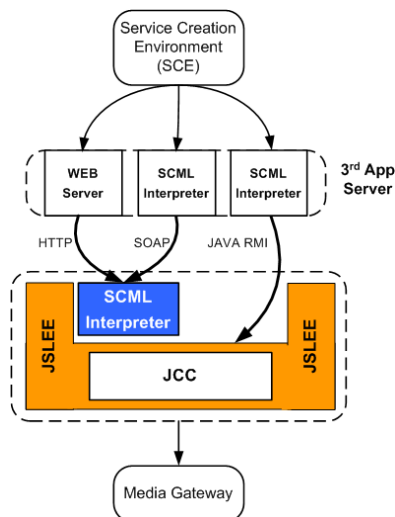 Service Creation
Environment
(SCE)
WEB
Server
SCML
Interpreter
SCML
Interpreter
3rd App
Server
HTTP
SOAP
JAVA RMI
SCML
Interpreter
JSLEE
JSLEE
JCC
Media Gateway